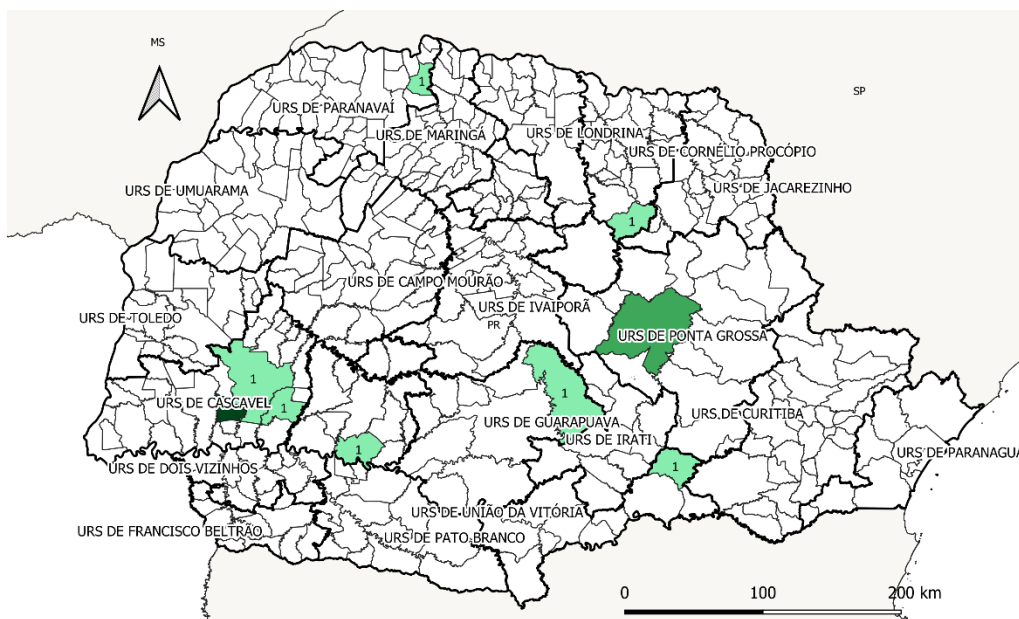 MS
SP
1
URS DE PARANAVAÍ
URS DE MARINGÁ
URS DE LONDRINA
URS DE CORNÉLIO PROCÓPIO
URS DE UMUARAMA
URS DE JACAREZINHO
1
URS DE CAMPO MOURÃO
URS DE IVAIPORÃ
URS DE TOLEDO
PR
URS DE PONTA GROSSA
1
1
URS DE CASCAVEL
1
URS DE CURITIBA
URS DE GUARAPUAVA
URS DE IRATI
1
URS DE PARANAGUA
URS DE DOIS VIZINHOS
1
URS DE UNIÃO DA VITÓRIA
URS DE FRANCISCO BELTRÃO
URS DE PATO BRANCO
0 100 200 km